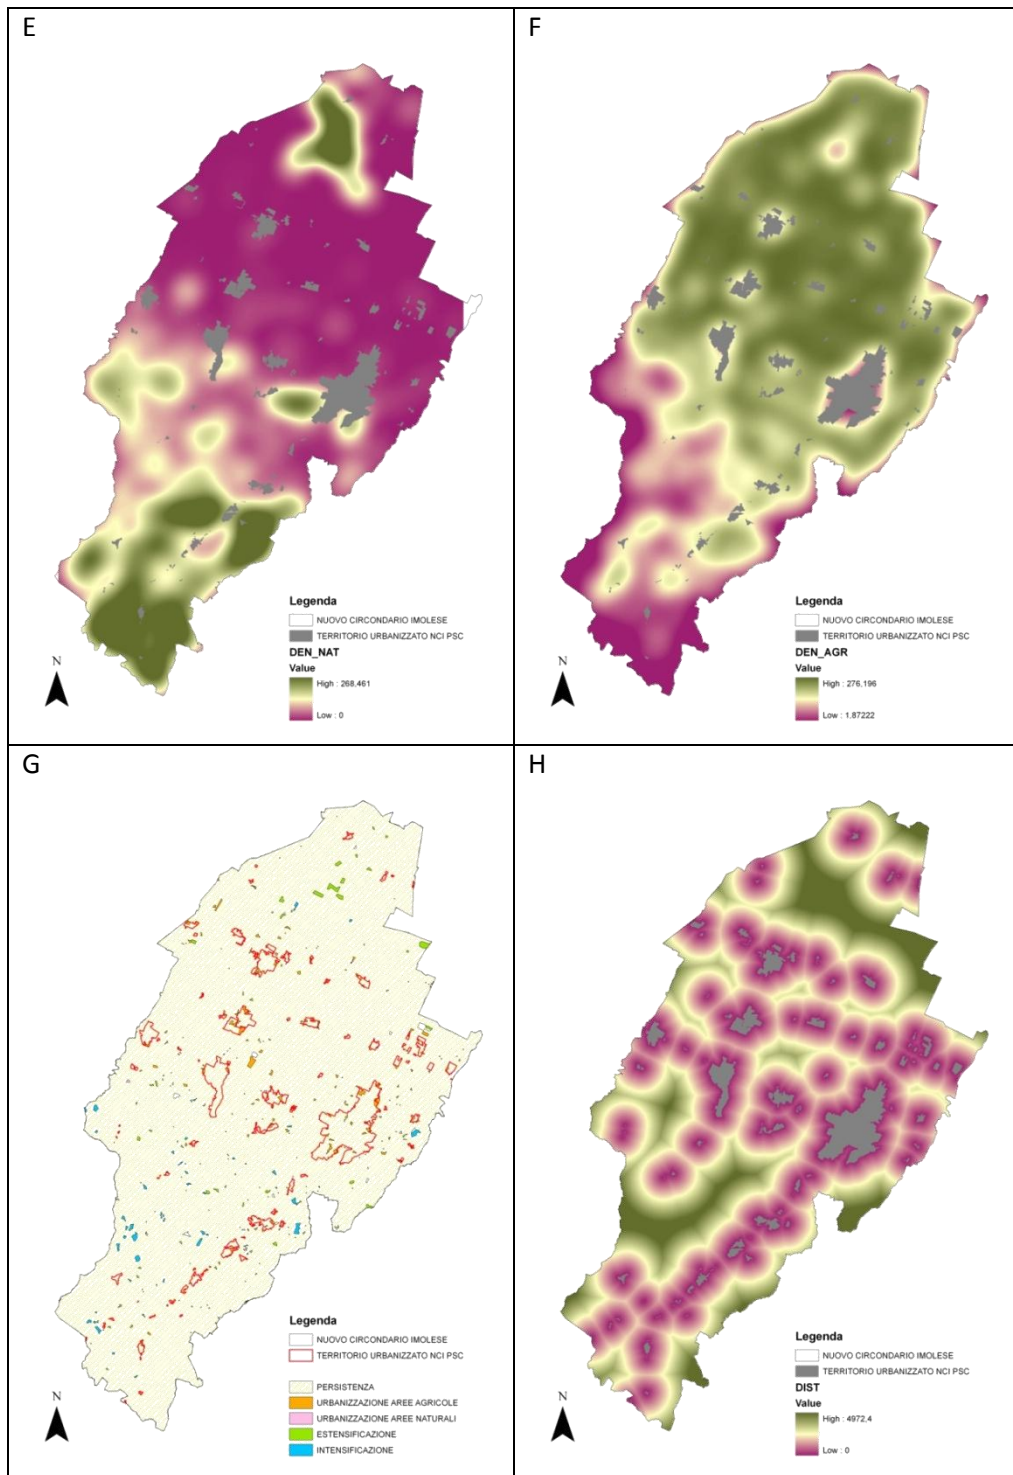 E
N
Legenda
NUOVO CIRCONDARIO IMOLESE
TERRITORIO URBANIZZATO NCI PSC
DEN_NAT
Value
High : 268,461
Low : 0
F
N
Legenda
NUOVO CIRCONDARIO IMOLESE
TERRITORIO URBANIZZATO NCI PSC
DEN_AGR
Value
High : 276,196
Low : 1.87222
G
N
Legenda
NUOVO CIRCONDARIO IMOLESE
TERRITORIO URBANIZZATO NCI PSC
PERSISTENZA
URBANIZZAZIONE AREE AGRICOLE
URBANIZZAZIONE AREE NATURALI
ESTENSIFICAZIONE
INTENSIFICAZIONE
H
N
Legenda
NUOVO CIRCONDARIO IMOLESE
TERRITORIO URBANIZZATO NCI PSC
DIST
Value
High : 4972,4
Low : 0